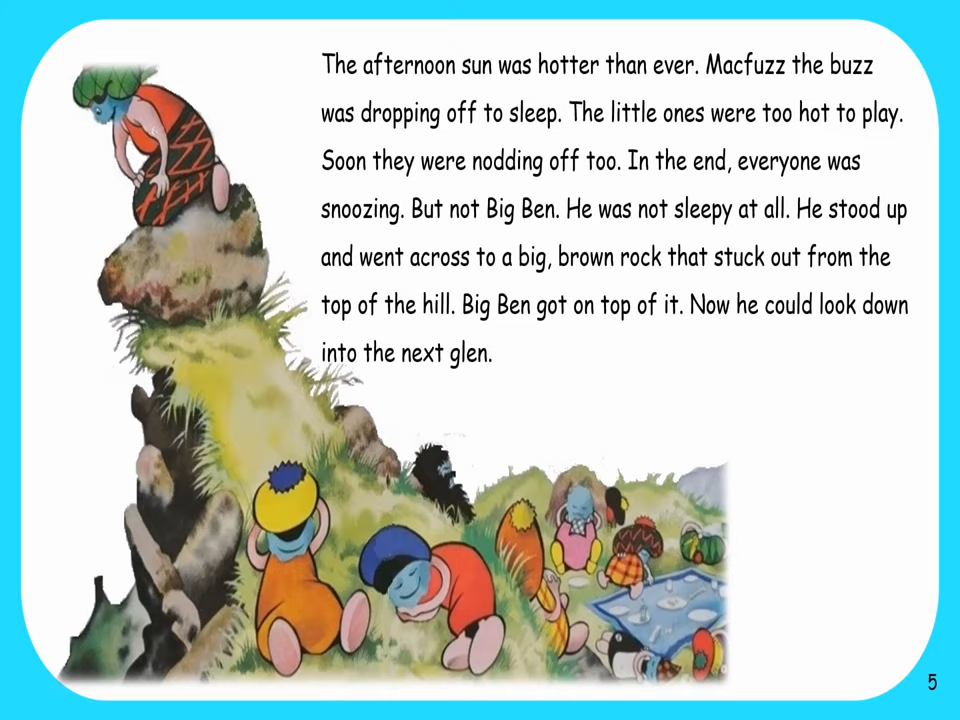 The afternoon sun was hotter than ever. Macfuzz the buzz
was dropping off to sleep. The little ones were too hot to play.
Soon they were nodding off too. In the end, everyone was
snoozing. But not Big Ben. He was not sleepy at all. He stood up
and went across to a big, brown rock that stuck out from the
top of the hill. Big Ben got on top of it. Now he could look down
into the next glen.
5